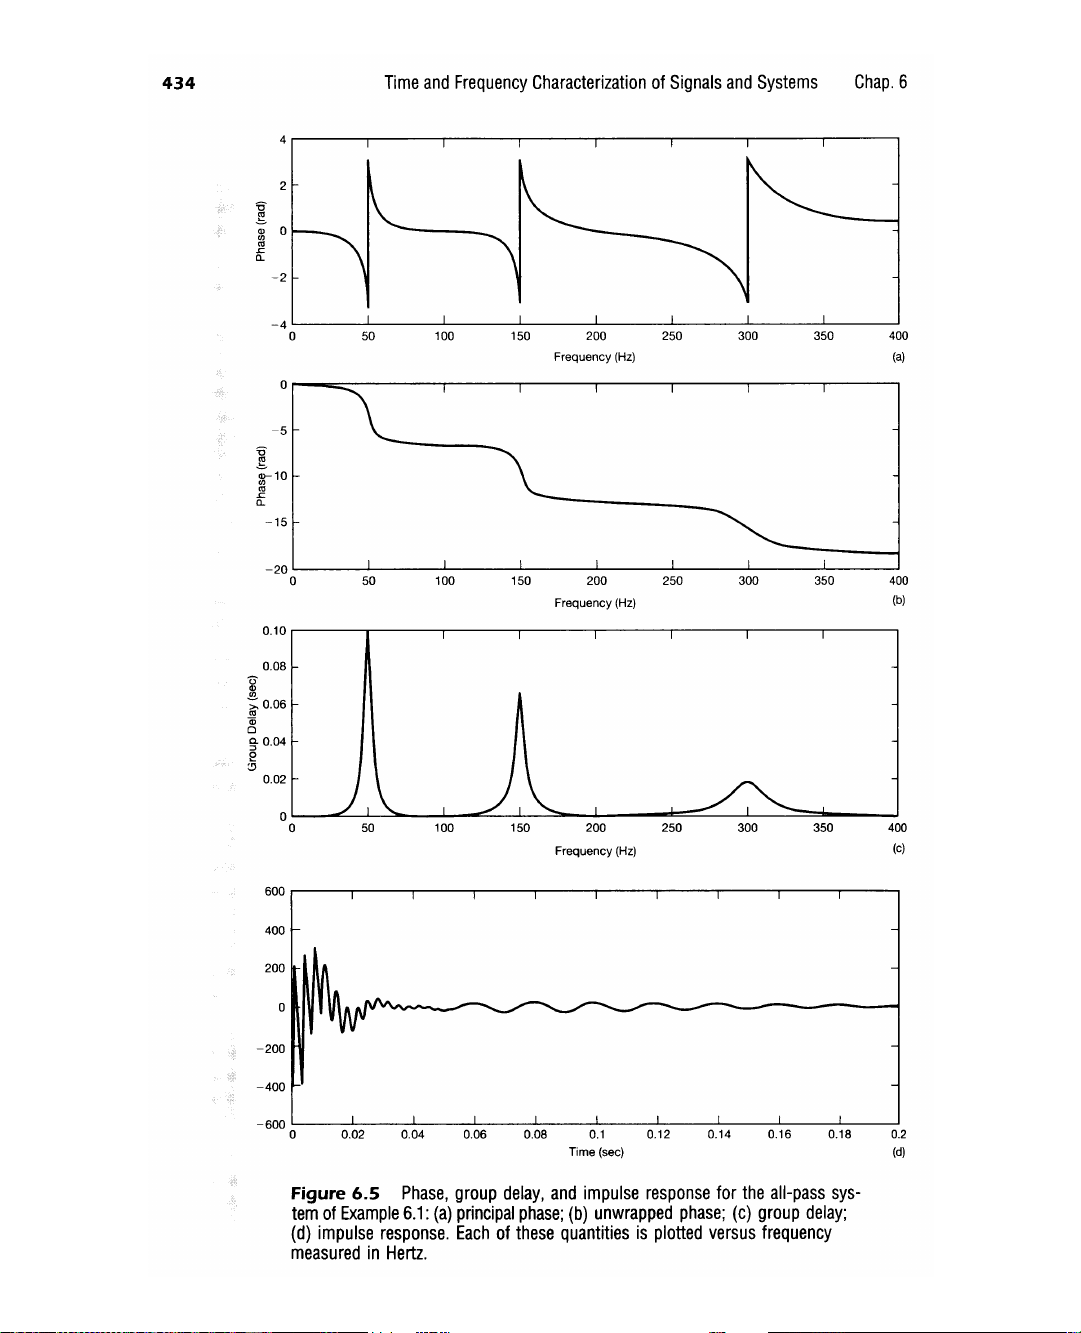 434 Time and Frequency Characterization of Signals and Systems Chap. 6
4
2
0
-2
-4
Phase (rad)
0 50 100 150 200 250 300 350 400
Frequency (Hz) (a)
0
-5
-10
-15
-20
Phase (rad)
0 50 100 150 200 250 300 350 400
Frequency (Hz) (b)
0.10
0.08
0.06
0.04
0.02
0
Group Delay (sec)
0 50 100 150 200 250 300 350 400
Frequency (Hz) (c)
600
400
200
0
-200
-400
-600
0 0.02 0.04 0.06 0.08 0.1 0.12 0.14 0.16 0.18 0.2
Time (sec) (d)
Figure 6.5 Phase, group delay, and impulse response for the all-pass sys-
tem of Example 6.1: (a) principal phase; (b) unwrapped phase; (c) group delay;
(d) impulse response. Each of these quantities is plotted versus frequency
measured in Hertz.